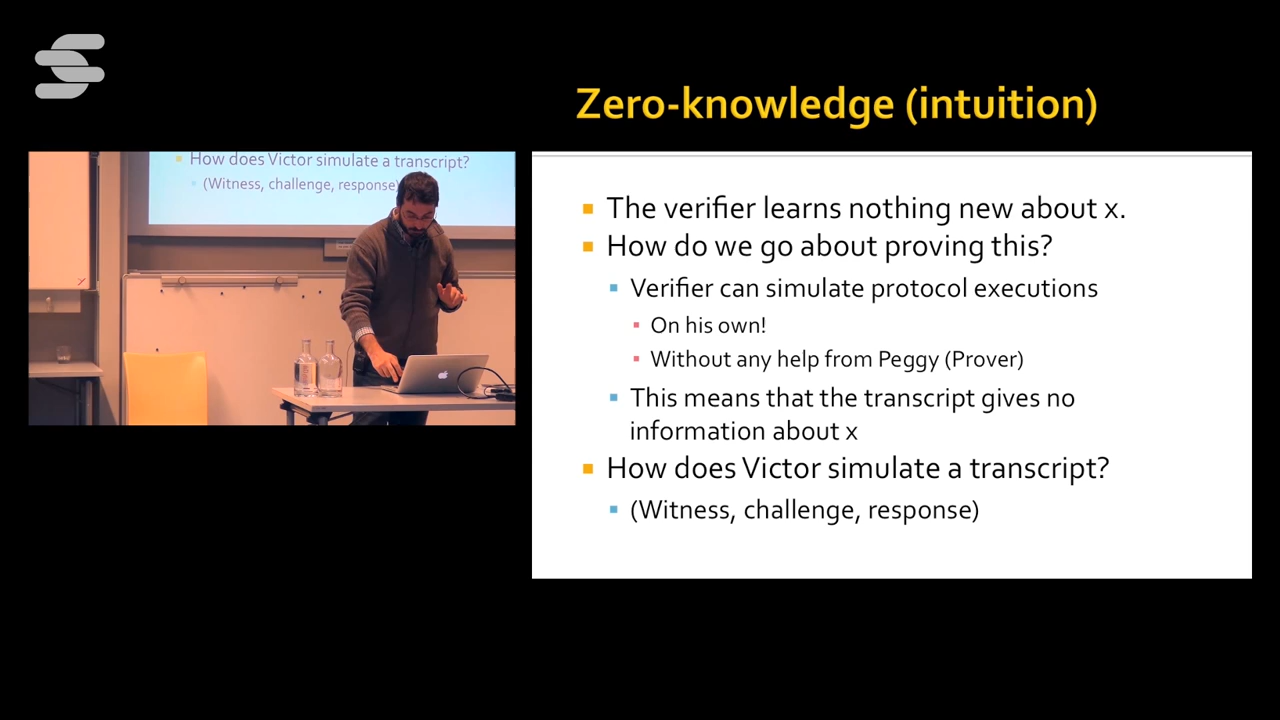 Zero-knowledge (intuition)
How does Victor simulate a transcript?
(Witness, challenge, response)
The verifier learns nothing new about x.
How do we go about proving this?
Verifier can simulate protocol executions
On his own!
Without any help from Peggy (Prover)
This means that the transcript gives no
information about x
How does Victor simulate a transcript?
(Witness, challenge, response)